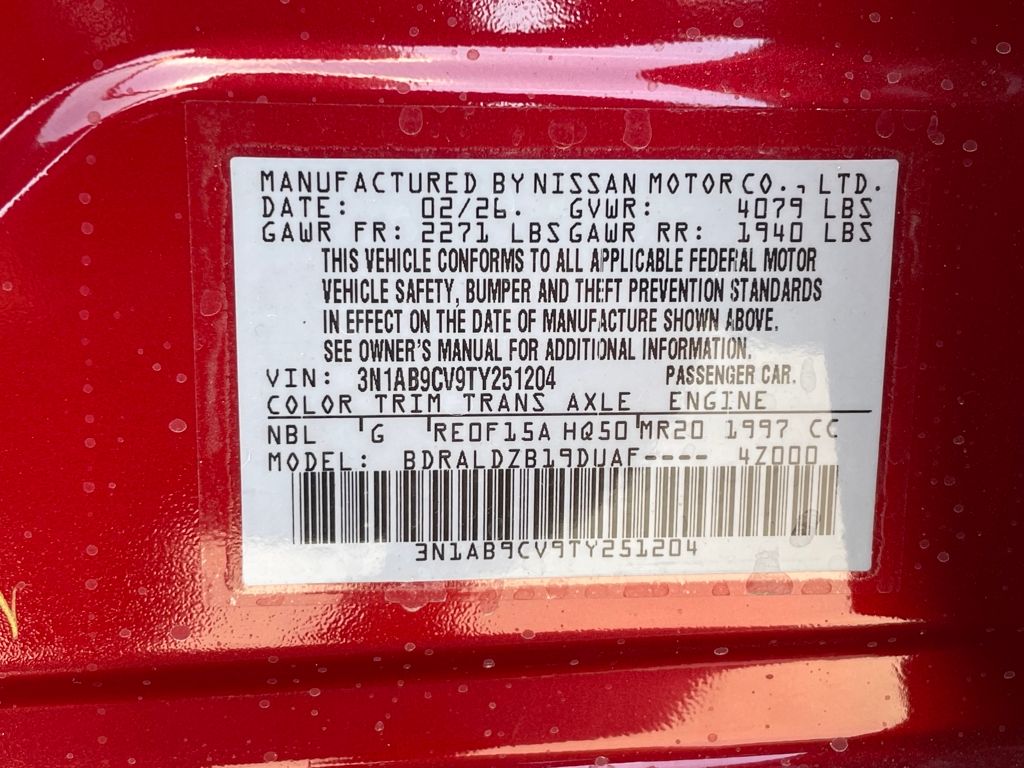 MANUFACTURED BY NISSAN MOTOR CO., LTD.
DATE: 02/26. GVWR: 4079 LBS
GAWR FR: 2271 LBS GAWR RR: 1940 LBS
THIS VEHICLE CONFORMS TO ALL APPLICABLE FEDERAL MOTOR
VEHICLE SAFETY, BUMPER AND THEFT PREVENTION STANDARDS
IN EFFECT ON THE DATE OF MANUFACTURE SHOWN ABOVE.
SEE OWNER'S MANUAL FOR ADDITIONAL INFORMATION.
VIN: 3N1AB9CV9TY251204 PASSENGER CAR.
COLOR TRIM TRANS AXLE ENGINE
NBL G RE0F15A HQ50 MR20 1997 CC
MODEL: BDRALDZB19DUAF---- 4Z000
3N1AB9CV9TY251204